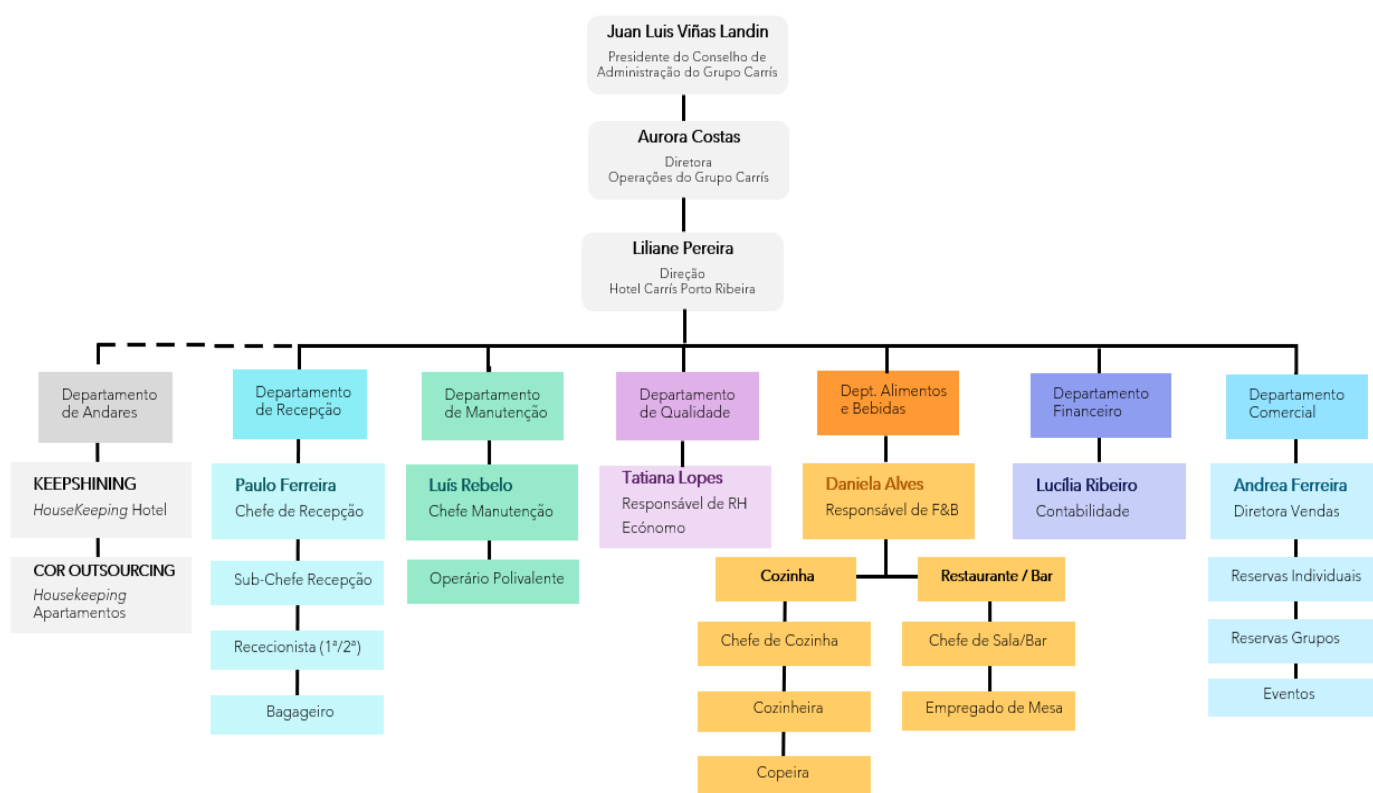 Juan Luis Viñas Landin
Presidente do Conselho de
Administração do Grupo Carrís
Aurora Costas
Diretora
Operações do Grupo Carrís
Liliane Pereira
Direção
Hotel Carrís Porto Ribeira
Departamento
de Andares
KEEPSHINING
HouseKeeping Hotel
COR OUTSOURCING
Housekeeping
Apartamentos
Departamento
de Recepção
Paulo Ferreira
Chefe de Recepção
Sub-Chefe Recepção
Rececionista (1ª/2ª)
Bagageiro
Departamento
de Manutenção
Luís Rebelo
Chefe Manutenção
Operário Polivalente
Departamento
de Qualidade
Tatiana Lopes
Responsável de RH
Ecónomo
Dept. Alimentos
e Bebidas
Daniela Alves
Responsável de F&B
Cozinha
Chefe de Cozinha
Cozinheira
Copeira
Restaurante / Bar
Chefe de Sala/Bar
Empregado de Mesa
Departamento
Financeiro
Lucília Ribeiro
Contabilidade
Departamento
Comercial
Andrea Ferreira
Diretora Vendas
Reservas Individuais
Reservas Grupos
Eventos